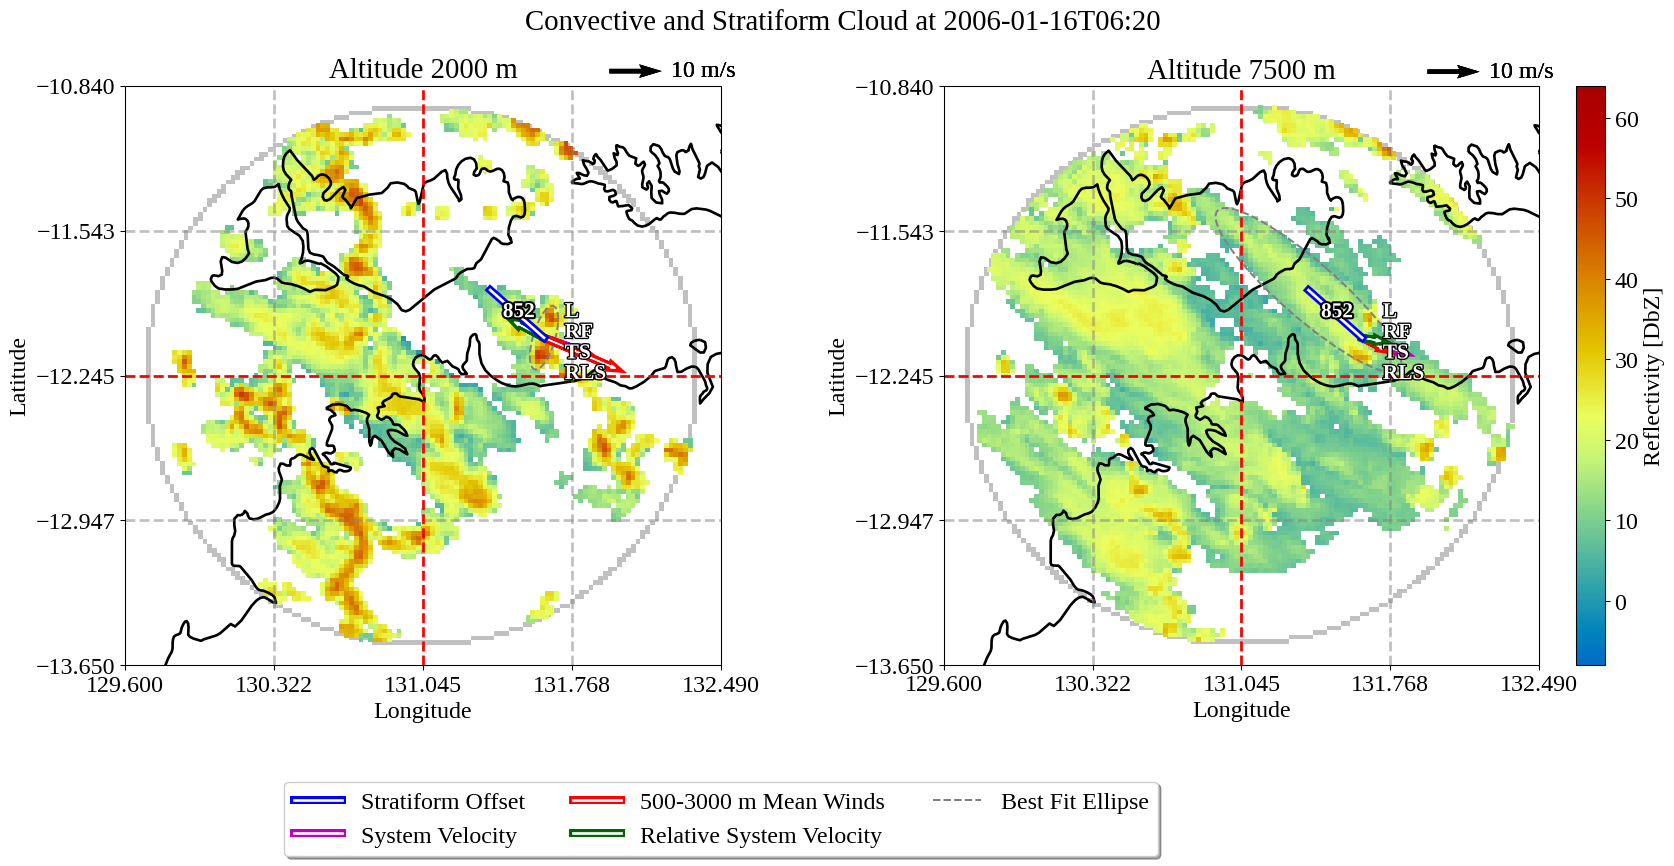 Convective and Stratiform Cloud at 2006-01-16T06:20
Altitude 2000 m
10 m/s
−10.840
−11.543
−12.245
−12.947
−13.650
Latitude
129.600
130.322
131.045
131.768
132.490
Longitude
852
L
RF
TS
RLS
Altitude 7500 m
10 m/s
−10.840
−11.543
−12.245
−12.947
−13.650
Latitude
129.600
130.322
131.045
131.768
132.490
Longitude
852
L
RF
TS
RLS
60
50
40
30
20
10
0
Reflectivity [DbZ]
Stratiform Offset
System Velocity
500-3000 m Mean Winds
Relative System Velocity
Best Fit Ellipse